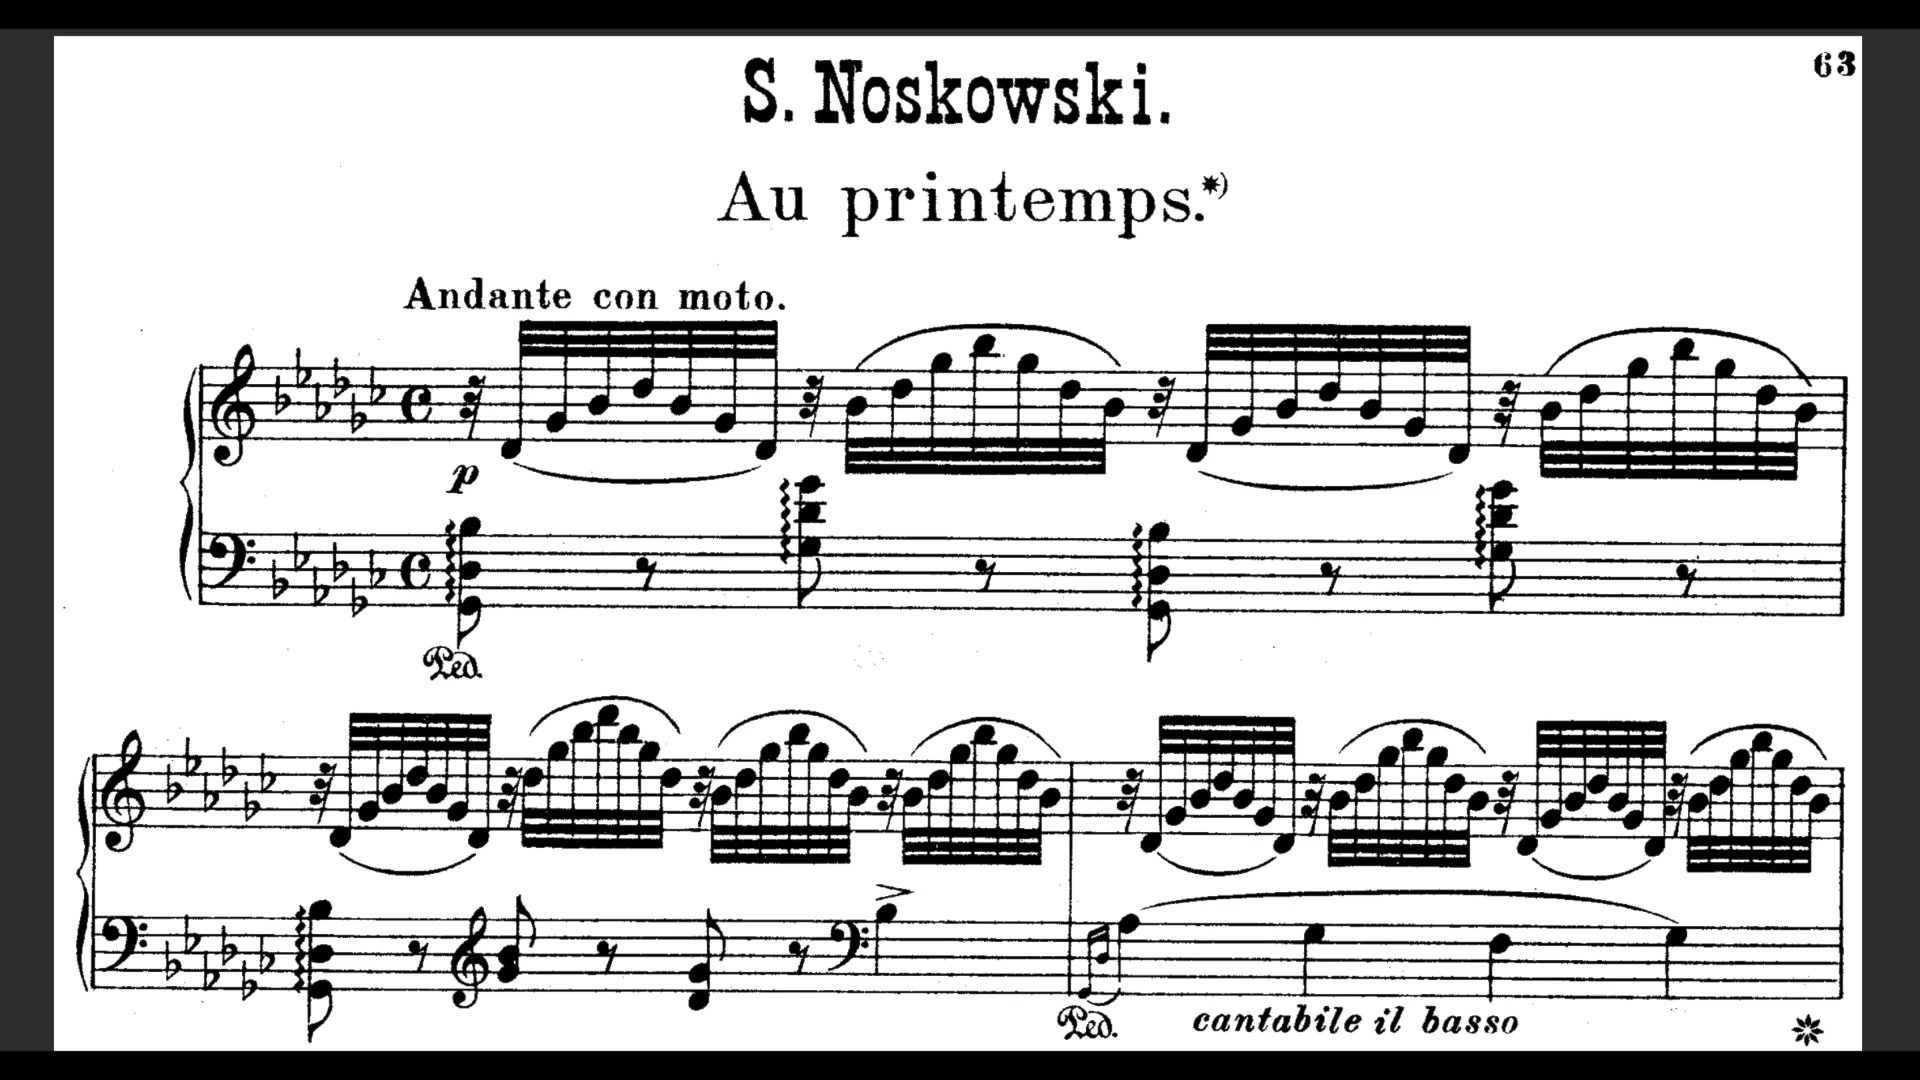 63
S. Noskowski.
Au printemps.*)
Andante con moto.
p
Ped.
Ped. cantabile il basso *